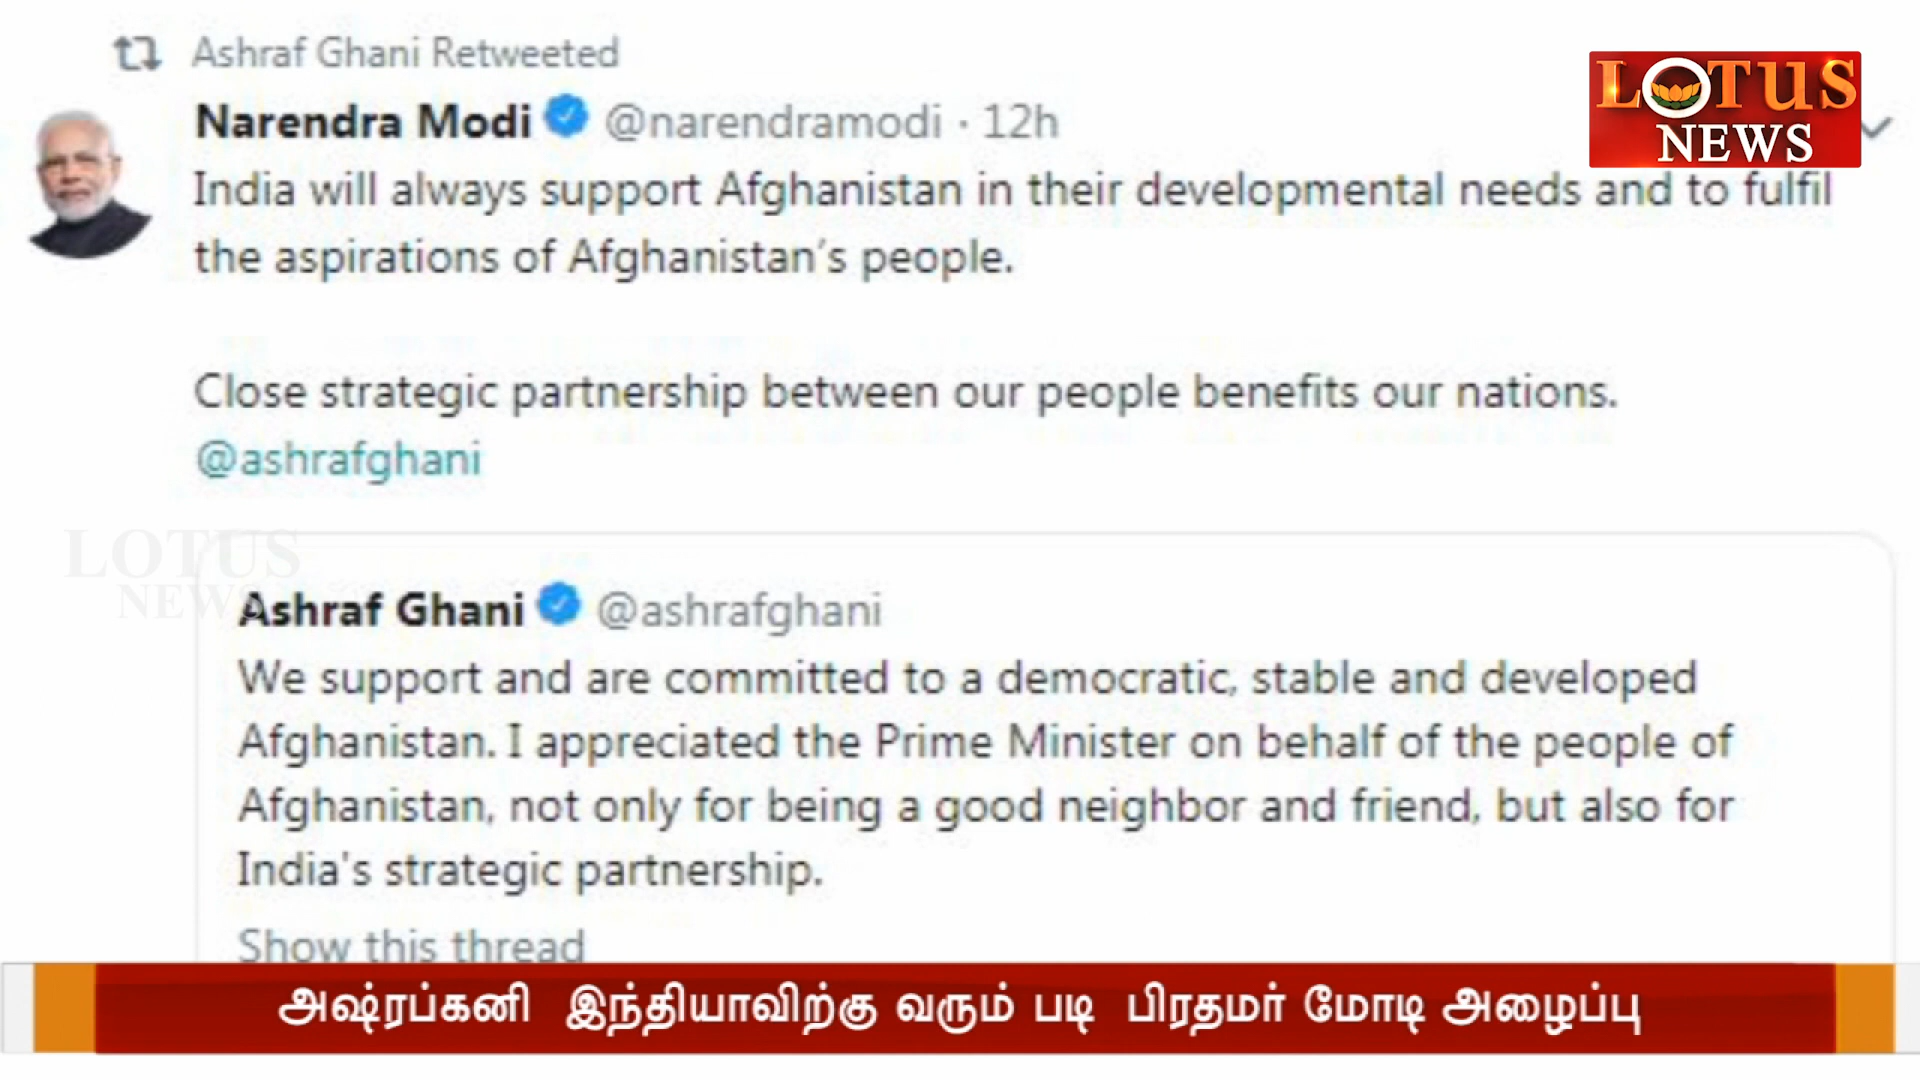 Ashraf Ghani Retweeted
LOTUS
NEWS
Narendra Modi @narendramodi · 12h
India will always support Afghanistan in their developmental needs and to fulfil
the aspirations of Afghanistan's people.
Close strategic partnership between our people benefits our nations.
@ashrafghani
LOTUS
NEWS
Ashraf Ghani @ashrafghani
We support and are committed to a democratic, stable and developed
Afghanistan. I appreciated the Prime Minister on behalf of the people of
Afghanistan, not only for being a good neighbor and friend, but also for
India's strategic partnership.
Show this thread
அஷ்ரப்கனி இந்தியாவிற்கு வரும் படி பிரதமர் மோடி அழைப்பு